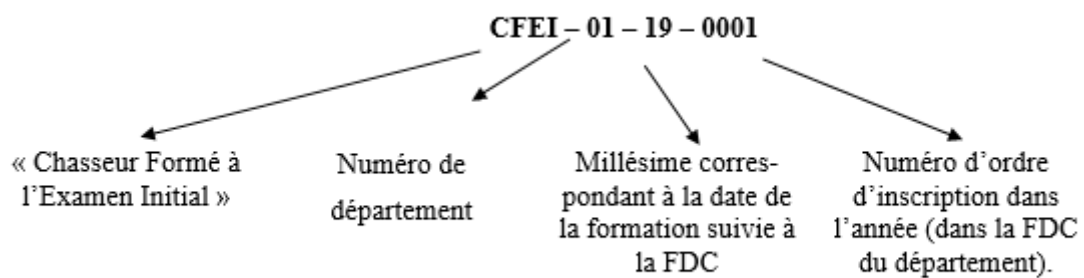 CFEI – 01 – 19 – 0001
« Chasseur Formé à
l’Examen Initial »
Numéro de
département
Millésime corres-
pondant à la date de
la formation suivie à
la FDC
Numéro d’ordre
d’inscription dans
l’année (dans la FDC
du département).